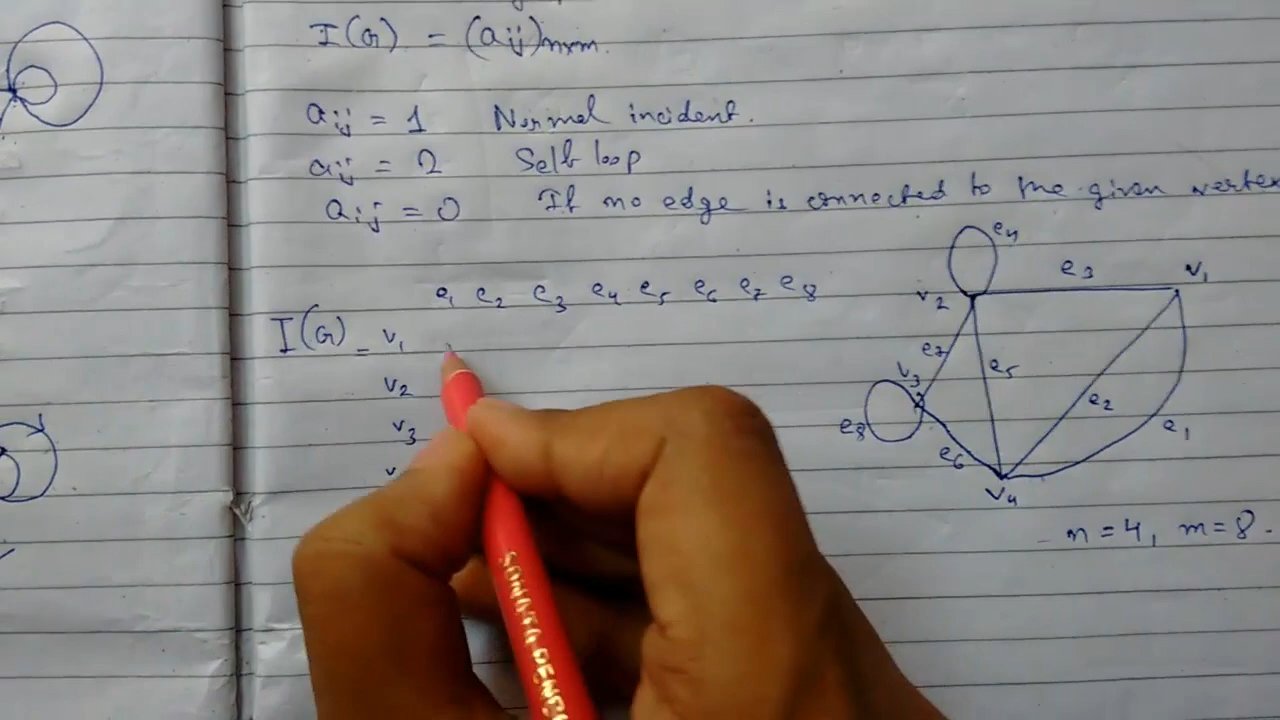 I(G) = (aij)nxm.
aij = 1 Normal incident.
aij = 2 Self loop
aij = 0 If no edge is connected to the given vertex
e1 e2 e3 e4 e5 e6 e7 e8
I(G) = v1
v2
v3
v
e4
e3
v1
v2
e7
e5
v3
e2
e8
e1
e6
v4
n = 4, m = 8.
SONATA